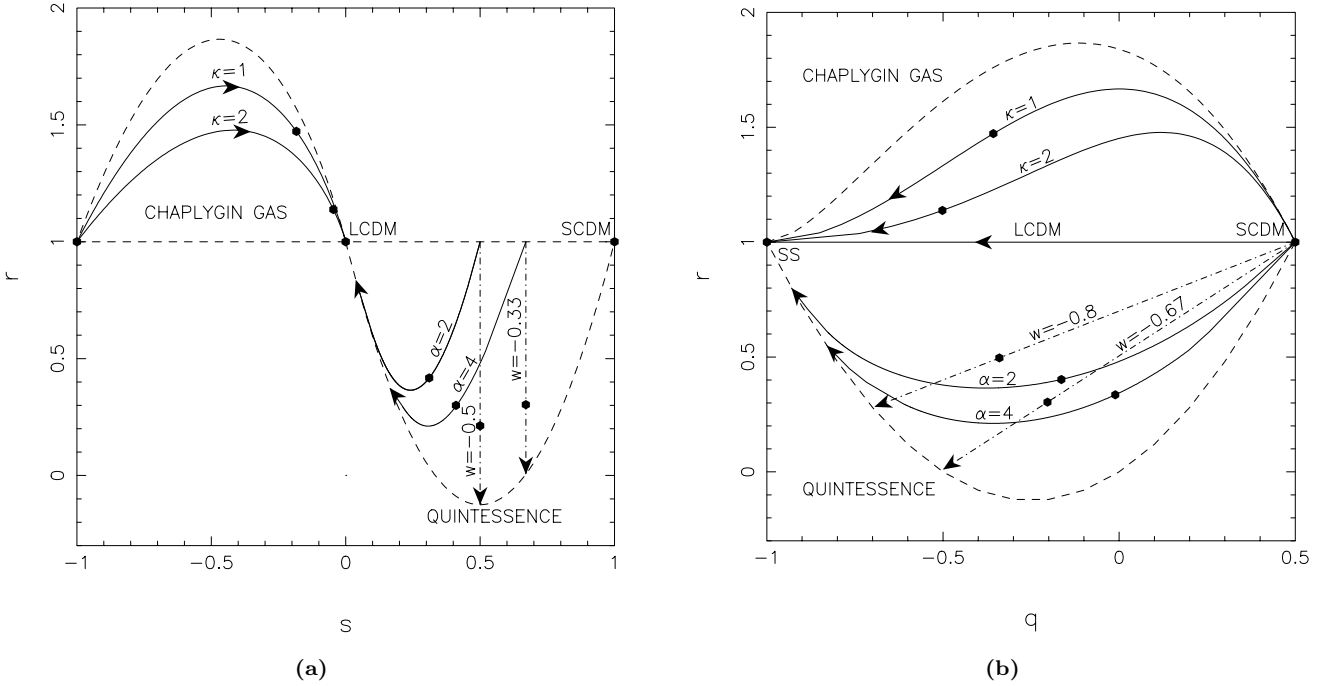 2
1.5
1
0.5
0
r
κ=1
κ=2
CHAPLYGIN GAS
LCDM
SCDM
α=2
α=4
w=−0.5
w=−0.33
QUINTESSENCE
−1
−0.5
0
0.5
1
s
(a)
2
1.5
1
0.5
0
r
CHAPLYGIN GAS
κ=1
κ=2
LCDM
SCDM
SS
w=−0.8
w=−0.67
α=2
α=4
QUINTESSENCE
−1
−0.5
0
0.5
q
(b)